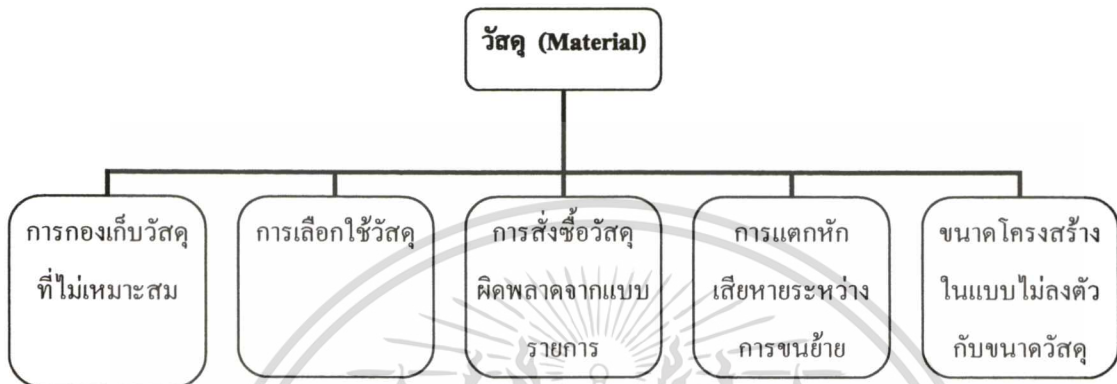 วัสดุ (Material)
การกองเก็บวัสดุ
ที่ไม่เหมาะสม
การเลือกใช้วัสดุ
การสั่งซื้อวัสดุ
ผิดพลาดจากแบบ
รายการ
การแตกหัก
เสียหายระหว่าง
การขนย้าย
ขนาดโครงสร้าง
ในแบบไม่ลงตัว
กับขนาดวัสดุ